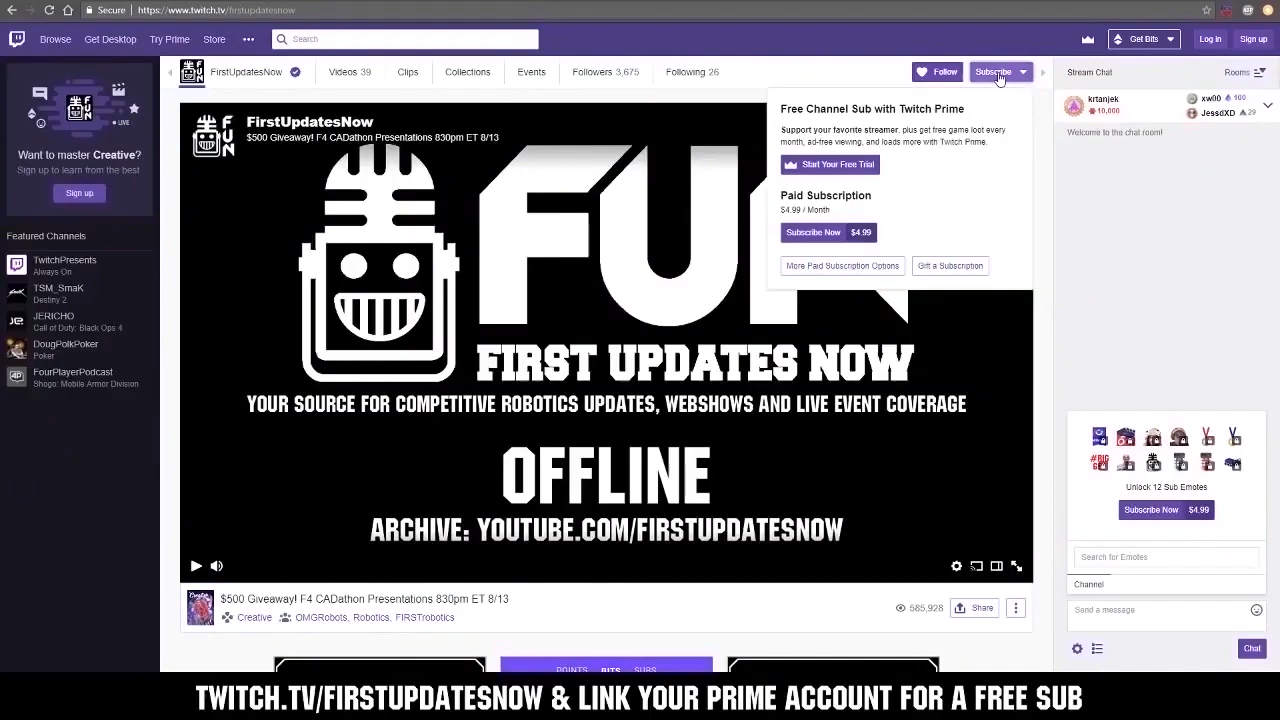 Secure
https://www.twitch.tv/firstupdatesnow
Browse
Get Desktop
Try Prime
Store
Search
Get Bits
Log in
Sign up
FUN
LIVE
Want to master Creative?
Sign up to learn from the best
Sign up
Featured Channels
TwitchPresents
Always On
TSM_SmaK
Destiny 2
JERICHO
Call of Duty: Black Ops 4
DougPolkPoker
Poker
FourPlayerPodcast
Shogo: Mobile Armor Division
FUN
FirstUpdatesNow
Videos 39
Clips
Collections
Events
Followers 3,675
Following 26
Follow
Subscribe
FUN
FirstUpdatesNow
$500 Giveaway! F4 CADathon Presentations 830pm ET 8/13
FUN
FIRST UPDATES NOW
YOUR SOURCE FOR COMPETITIVE ROBOTICS UPDATES, WEBSHOWS AND LIVE EVENT COVERAGE
OFFLINE
ARCHIVE: YOUTUBE.COM/FIRSTUPDATESNOW
Free Channel Sub with Twitch Prime
Support your favorite streamer, plus get free game loot every
month, ad-free viewing, and loads more with Twitch Prime.
Start Your Free Trial
Paid Subscription
$4.99 / Month
Subscribe Now $4.99
More Paid Subscription Options
Gift a Subscription
$500 Giveaway! F4 CADathon Presentations 830pm ET 8/13
Creative
OMGRobots, Robotics, FIRSTrobotics
585,928
Share
POINTS BITS SUBS
Stream Chat
Rooms
krtanjek
10,000
xw00 100
JessdXD 29
Welcome to the chat room!
Unlock 12 Sub Emotes
Subscribe Now $4.99
Search for Emotes
Channel
Send a message
Chat
TWITCH.TV/FIRSTUPDATESNOW & LINK YOUR PRIME ACCOUNT FOR A FREE SUB